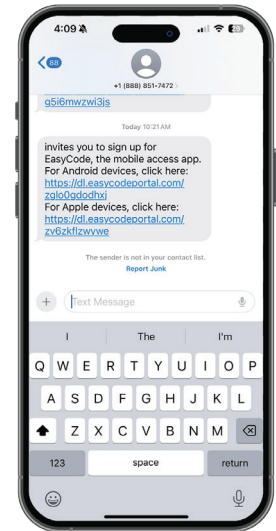 4:09
88
+1 (888) 851-7472 >
q5i6mwzwi3js
Today 10:21 AM
invites you to sign up for
EasyCode, the mobile access app.
For Android devices, click here:
https://dl.easycodeportal.com/
zglo0gdodhxj
For Apple devices, click here:
https://dl.easycodeportal.com/
zv6zkflzwvwe
The sender is not in your contact list.
Report Junk
Text Message
I The I'm
Q W E R T Y U I O P
A S D F G H J K L
Z X C V B N M
123 space return